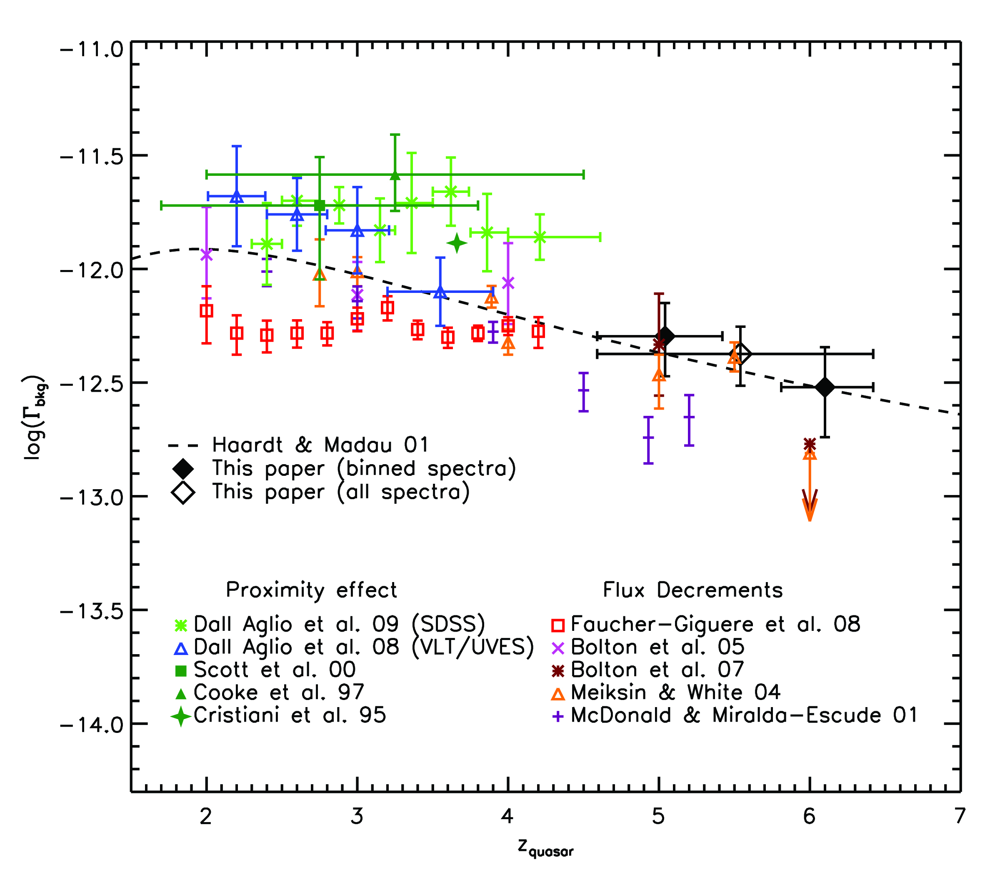 −11.0
−11.5
−12.0
−12.5
−13.0
−13.5
−14.0
log(Γbkg)
Haardt & Madau 01
This paper (binned spectra)
This paper (all spectra)
Proximity effect
Dall Aglio et al. 09 (SDSS)
Dall Aglio et al. 08 (VLT/UVES)
Scott et al. 00
Cooke et al. 97
Cristiani et al. 95
Flux Decrements
Faucher−Giguere et al. 08
Bolton et al. 05
Bolton et al. 07
Meiksin & White 04
McDonald & Miralda−Escude 01
2 3 4 5 6 7
zquasar